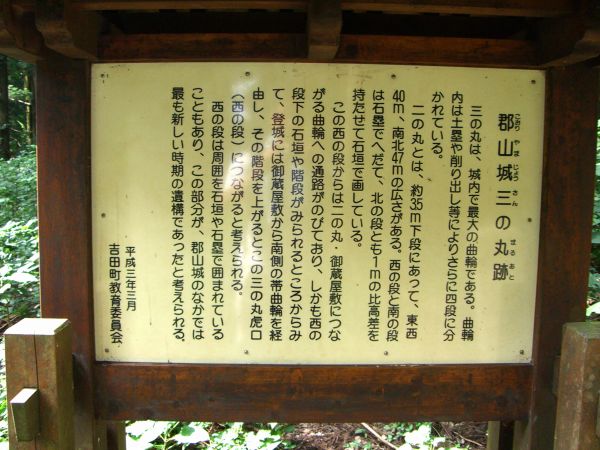 郡山城三の丸跡
こおりやまじょうさんのまるあと
三の丸は、城内で最大の曲輪である。曲輪
内は土塁や削り出し等によりさらに四段に分
かれている。
二の丸とは、約35m下段にあって、東西
40m、南北47mの広さがある。西の段と南の段
は石塁でへだて、北の段とも1mの比高差を
持たせて石垣で画している。
この西の段からは二の丸・御蔵屋敷につな
がる曲輪への通路がのびており、しかも西の
段下の石垣や階段がみられるところからみ
て、登城には御蔵屋敷から南側の帯曲輪を経
由し、その階段を上がるとこの三の丸虎口
(西の段)につながると考えられる。
西の段は周囲を石垣や石塁で囲まれている
こともあり、この部分が、郡山城のなかでは
最も新しい時期の遺構であったと考えられる。
平成三年三月
吉田町教育委員会